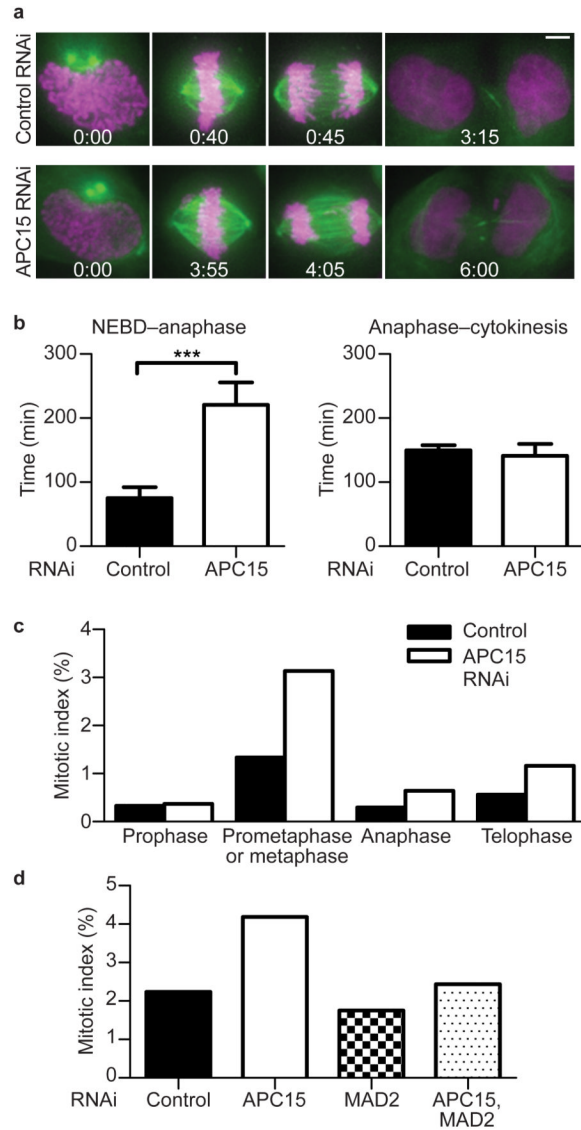 a
Control RNAi
0:00 0:40 0:45 3:15
APC15 RNAi
0:00 3:55 4:05 6:00
b
NEBD–anaphase
***
300
200
100
0
Time (min)
RNAi Control APC15
Anaphase–cytokinesis
300
200
100
0
Time (min)
RNAi Control APC15
c
4
3
2
1
0
Mitotic index (%)
Control
APC15
RNAi
Prophase Prometaphase Anaphase Telophase
or metaphase
d
5
4
3
2
1
0
Mitotic index (%)
RNAi Control APC15 MAD2 APC15,
MAD2